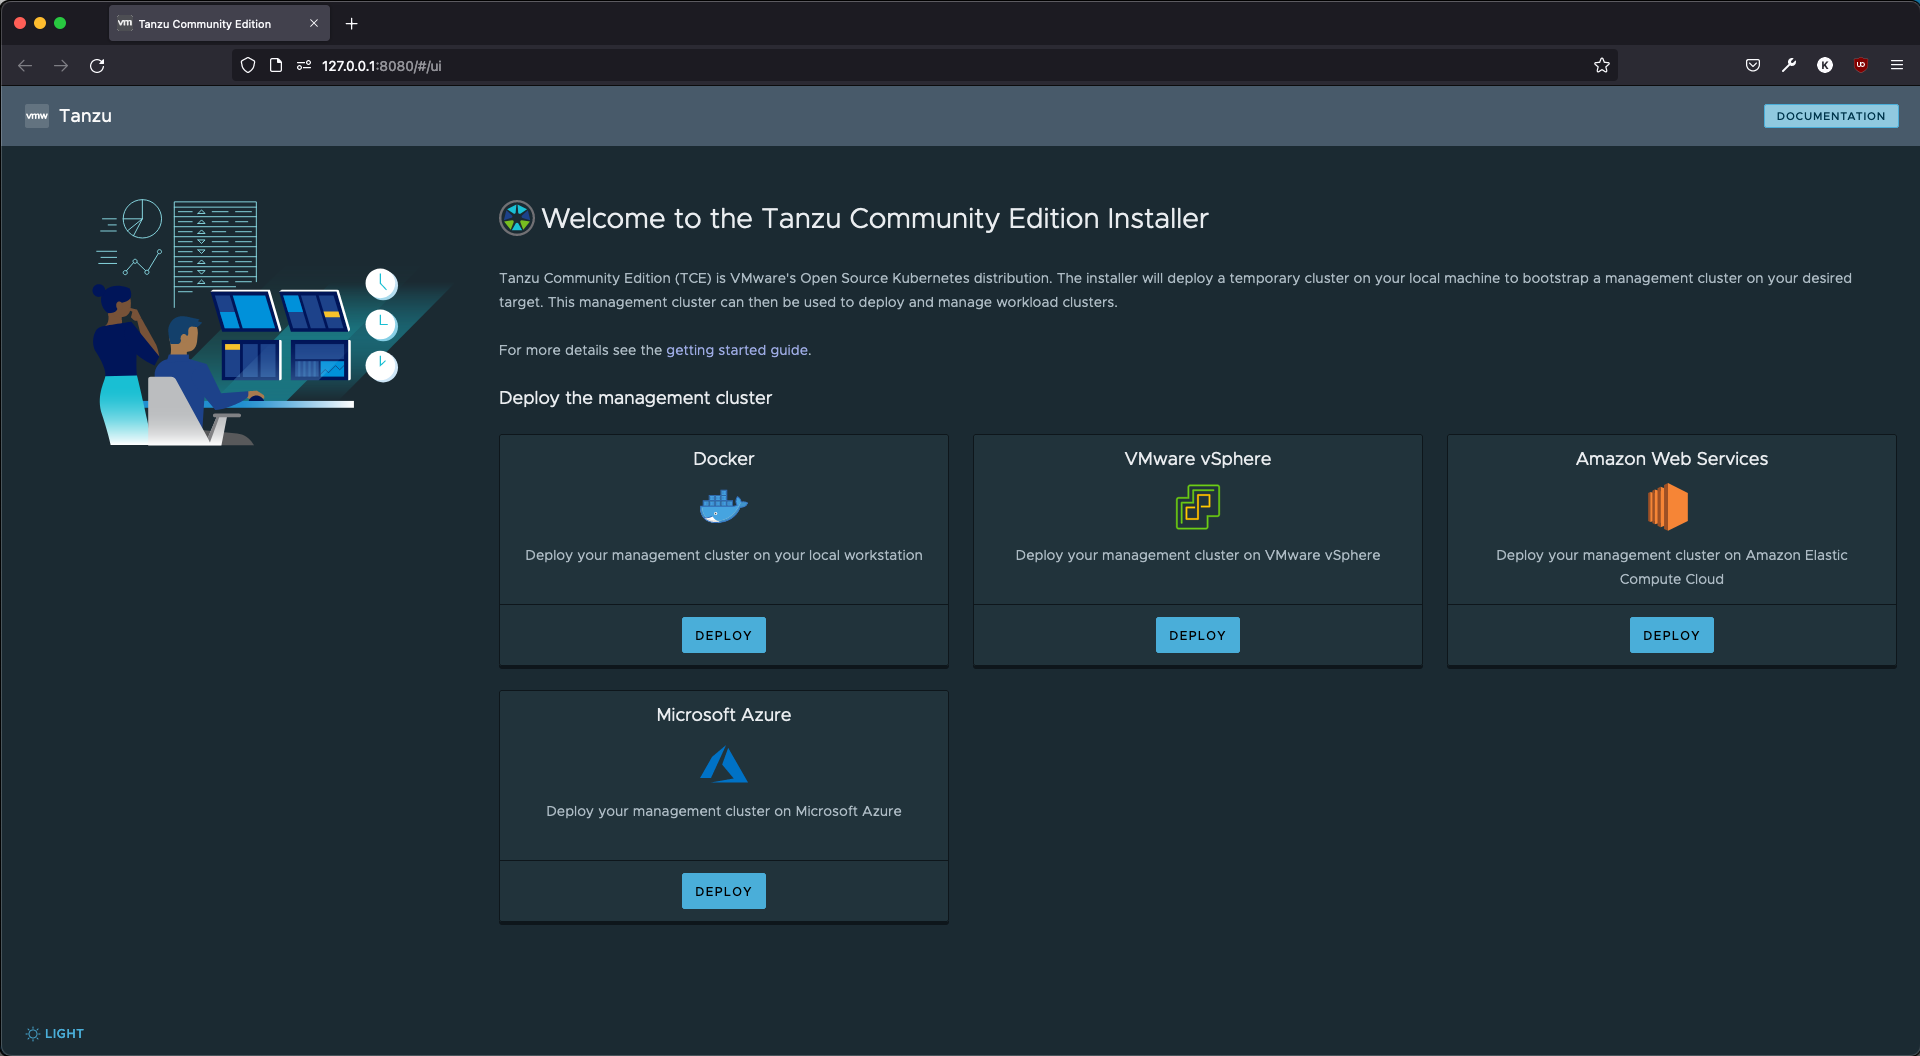 vm Tanzu Community Edition
127.0.0.1:8080/#/ui
K
vmw Tanzu
DOCUMENTATION
Welcome to the Tanzu Community Edition Installer
Tanzu Community Edition (TCE) is VMware's Open Source Kubernetes distribution. The installer will deploy a temporary cluster on your local machine to bootstrap a management cluster on your desired
target. This management cluster can then be used to deploy and manage workload clusters.
For more details see the getting started guide.
Deploy the management cluster
Docker
Deploy your management cluster on your local workstation
DEPLOY
VMware vSphere
Deploy your management cluster on VMware vSphere
DEPLOY
Amazon Web Services
Deploy your management cluster on Amazon Elastic
Compute Cloud
DEPLOY
Microsoft Azure
Deploy your management cluster on Microsoft Azure
DEPLOY
LIGHT